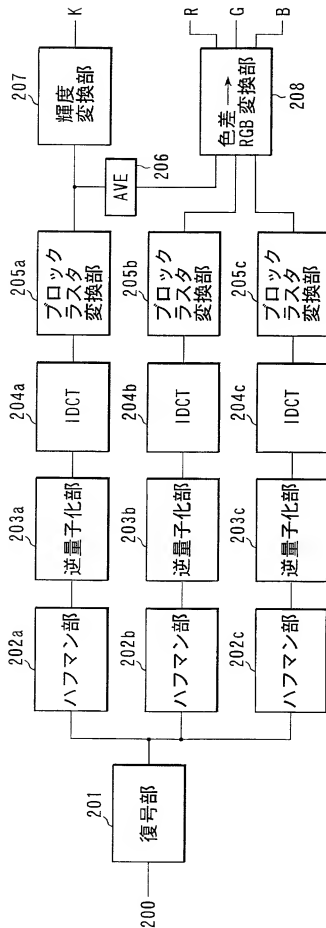 200
201
復号部
202a
ハフマン部
203a
逆量子化部
204a
IDCT
205a
ブロック
ラスタ
変換部
206
AVE
207
輝度
変換部
K
202b
ハフマン部
203b
逆量子化部
204b
IDCT
205b
ブロック
ラスタ
変換部
202c
ハフマン部
203c
逆量子化部
204c
IDCT
205c
ブロック
ラスタ
変換部
色差→
RGB 変換部
208
R
G
B